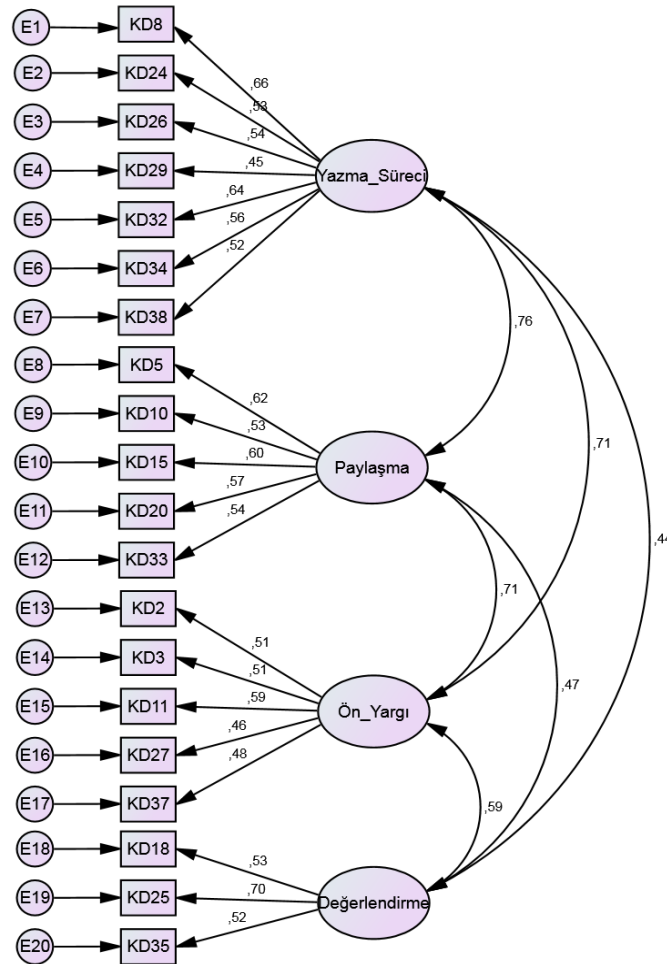 E1 KD8
,66
E2 KD24
,53
E3 KD26
,54
E4 KD29
,45
Yazma_Süreci
E5 KD32
,64
E6 KD34
,56
E7 KD38
,52
,76
E8 KD5
,62
E9 KD10
,53
,71
E10 KD15
,60
Paylaşma
E11 KD20
,57
E12 KD33
,54
,44
,71
E13 KD2
,51
E14 KD3
,51
,47
E15 KD11
,59
Ön_Yargı
E16 KD27
,46
E17 KD37
,48
,59
E18 KD18
,53
E19 KD25
,70
Değerlendirme
E20 KD35
,52